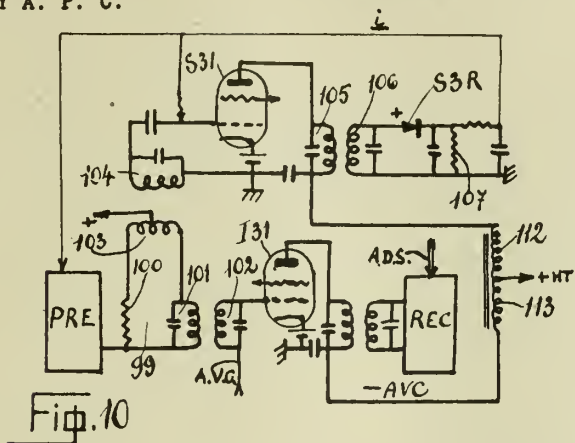 Y A. P. C.
i
S31
105
106
+
S3R
104
107
+
103
I31
112
A.D.S.
+HT
100
101
102
113
PRE
REC
99
A.V.C.
-AVC
Fig.10